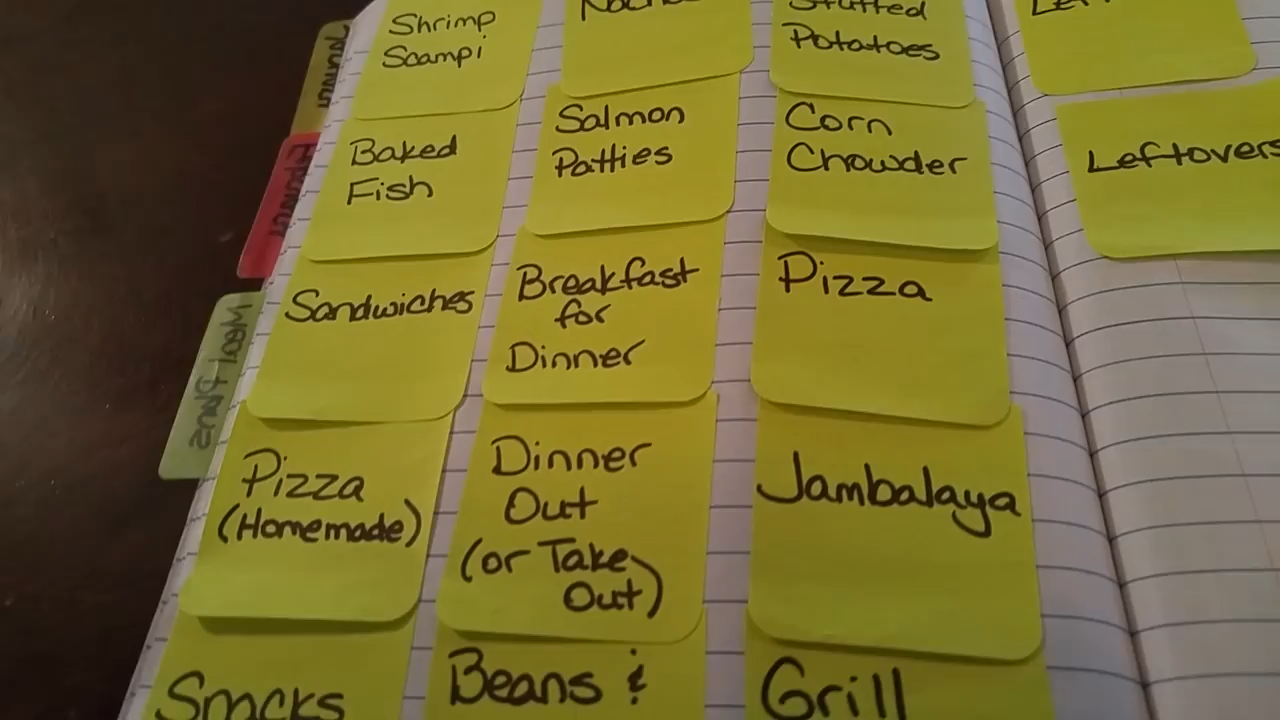 Shrimp
Scampi
Baked
Fish
Sandwiches
Pizza
(Homemade)
Snacks
Salmon
Patties
Breakfast
for
Dinner
Dinner
Out
(or Take
Out)
Beans &
Stuffed
Potatoes
Corn
Chowder
Pizza
Jambalaya
Grill
Leftovers